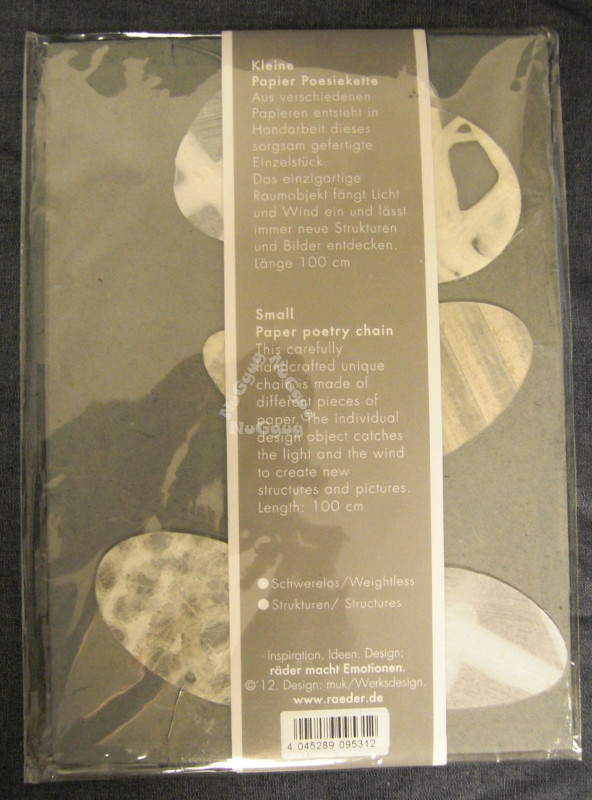 Kleine
Papier Poesiekette
Aus verschiedenen
Papieren entsteht in
Handarbeit dieses
sorgsam gefertigte
Einzelstück.
Das einzigartige
Raumobjekt fängt Licht
und Wind ein und lässt
immer neue Strukturen
und Bilder entdecken.
Länge 100 cm
Small
Paper poetry chain
This carefully
handcrafted unique
chain is made of
different pieces of
paper. The individual
design object catches
the light and the wind
to create new
structures and pictures.
Length: 100 cm
NuGgug
NuGgug
NuGgug
Schwerelos/Weightless
Strukturen/ Structures
Inspiration. Ideen. Design:
räder macht Emotionen.
©'12. Design: muk/Werksdesign.
www.raeder.de
4 045289 095312